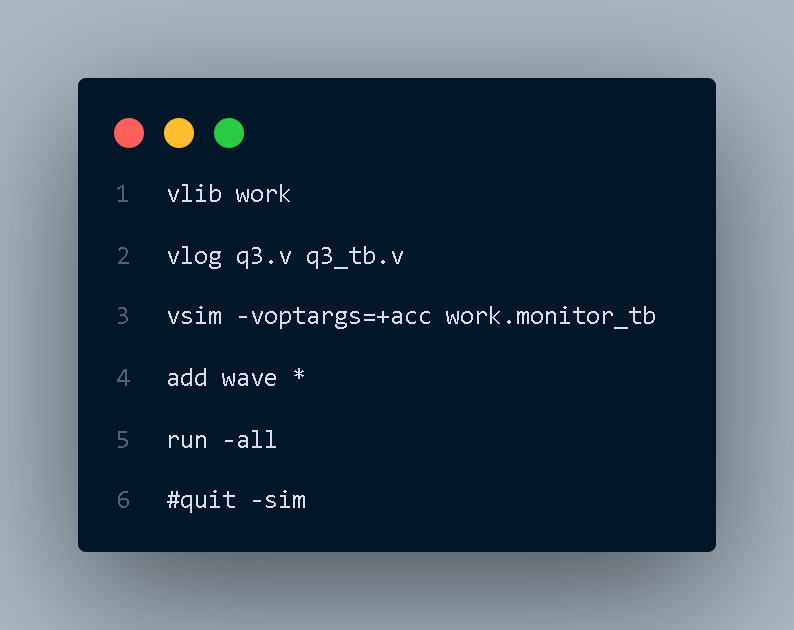 1 vlib work
2 vlog q3.v q3_tb.v
3 vsim -voptargs=+acc work.monitor_tb
4 add wave *
5 run -all
6 #quit -sim